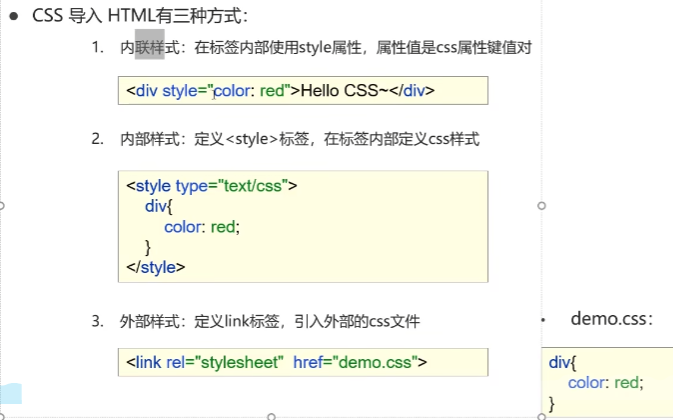 ● CSS 导入 HTML有三种方式：
1. 内联样式：在标签内部使用style属性，属性值是css属性键值对
<div style="color: red">Hello CSS~</div>
2. 内部样式：定义<style>标签，在标签内部定义css样式
<style type="text/css">
div{
color: red;
}
</style>
3. 外部样式：定义link标签，引入外部的css文件
<link rel="stylesheet" href="demo.css">
• demo.css：
div{
color: red;
}